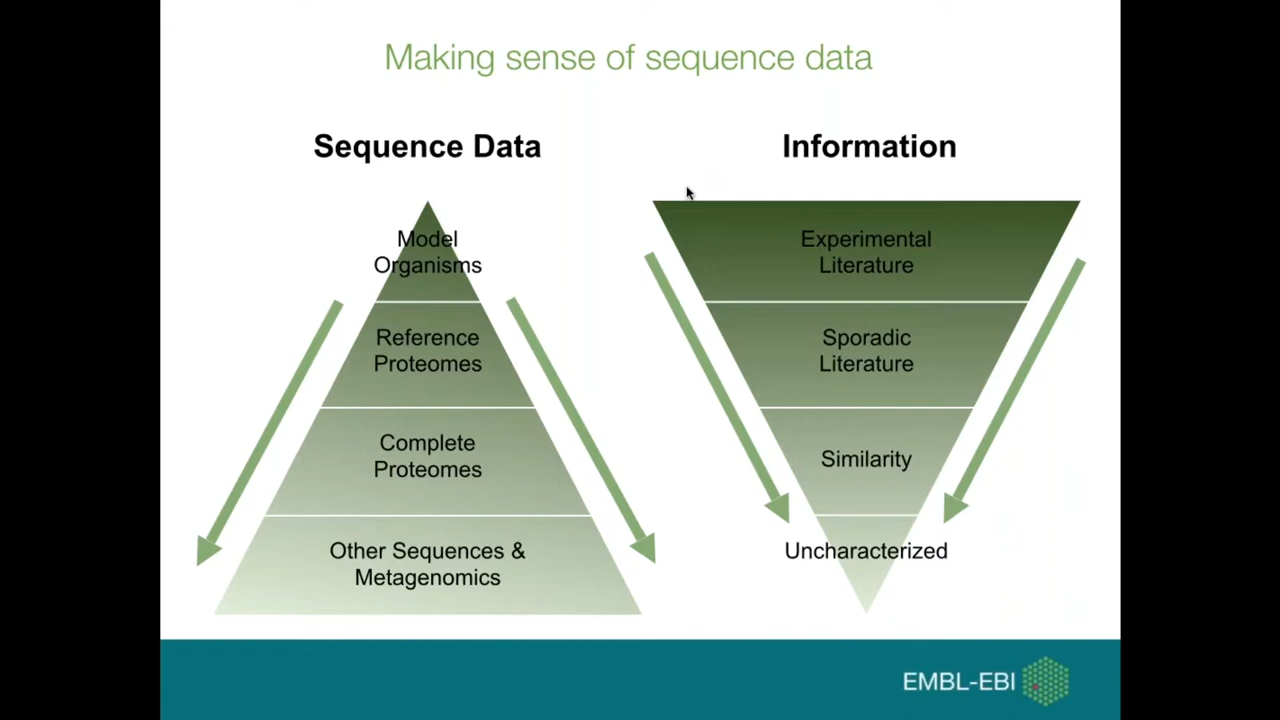 Making sense of sequence data
Sequence Data
Model
Organisms
Reference
Proteomes
Complete
Proteomes
Other Sequences &
Metagenomics
Information
Experimental
Literature
Sporadic
Literature
Similarity
Uncharacterized
EMBL-EBI